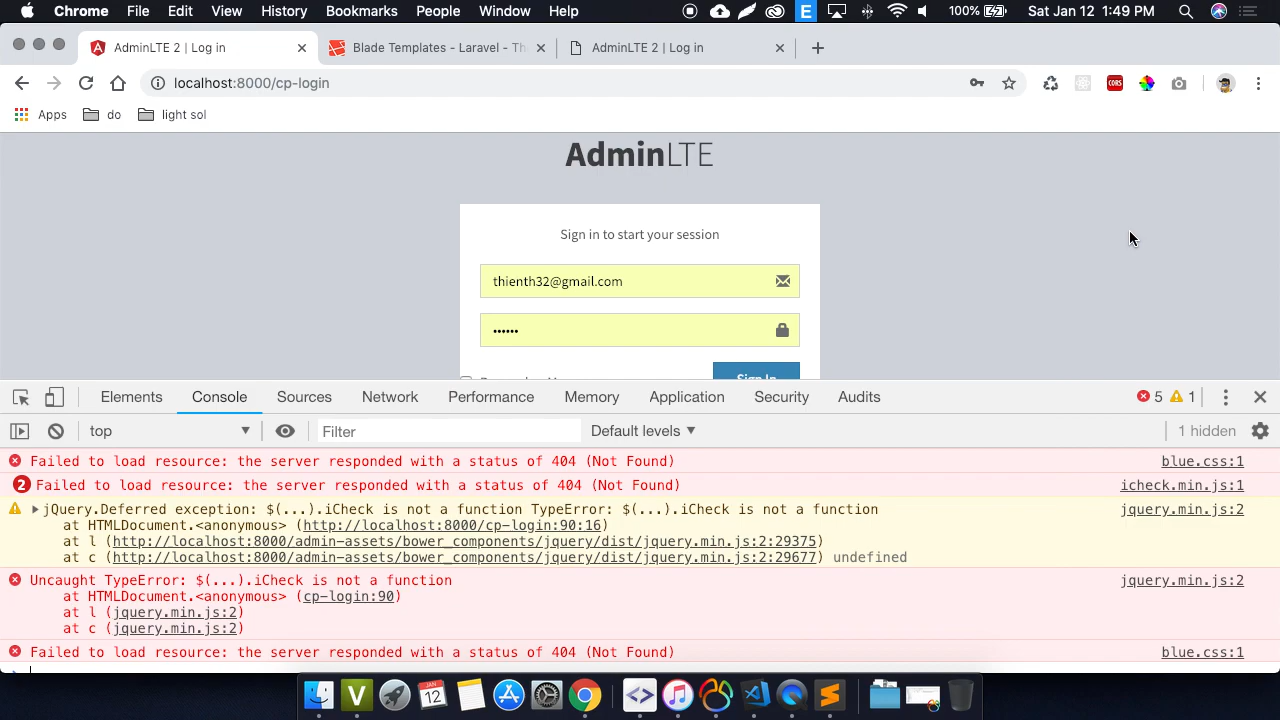 Chrome File Edit View History Bookmarks People Window Help 100% Sat Jan 12 1:49 PM
AdminLTE 2 | Log in
Blade Templates - Laravel - Th
AdminLTE 2 | Log in
localhost:8000/cp-login
CORS
Apps do light sol
AdminLTE
Sign in to start your session
thienth32@gmail.com
••••••
Sign In
Elements Console Sources Network Performance Memory Application Security Audits 5 1
top Filter Default levels 1 hidden
Failed to load resource: the server responded with a status of 404 (Not Found) blue.css:1
2 Failed to load resource: the server responded with a status of 404 (Not Found) icheck.min.js:1
jQuery.Deferred exception: $(...).iCheck is not a function TypeError: $(...).iCheck is not a function jquery.min.js:2
at HTMLDocument.<anonymous> (http://localhost:8000/cp-login:90:16)
at l (http://localhost:8000/admin-assets/bower_components/jquery/dist/jquery.min.js:2:29375)
at c (http://localhost:8000/admin-assets/bower_components/jquery/dist/jquery.min.js:2:29677) undefined
Uncaught TypeError: $(...).iCheck is not a function jquery.min.js:2
at HTMLDocument.<anonymous> (cp-login:90)
at l (jquery.min.js:2)
at c (jquery.min.js:2)
Failed to load resource: the server responded with a status of 404 (Not Found) blue.css:1
JAN
12